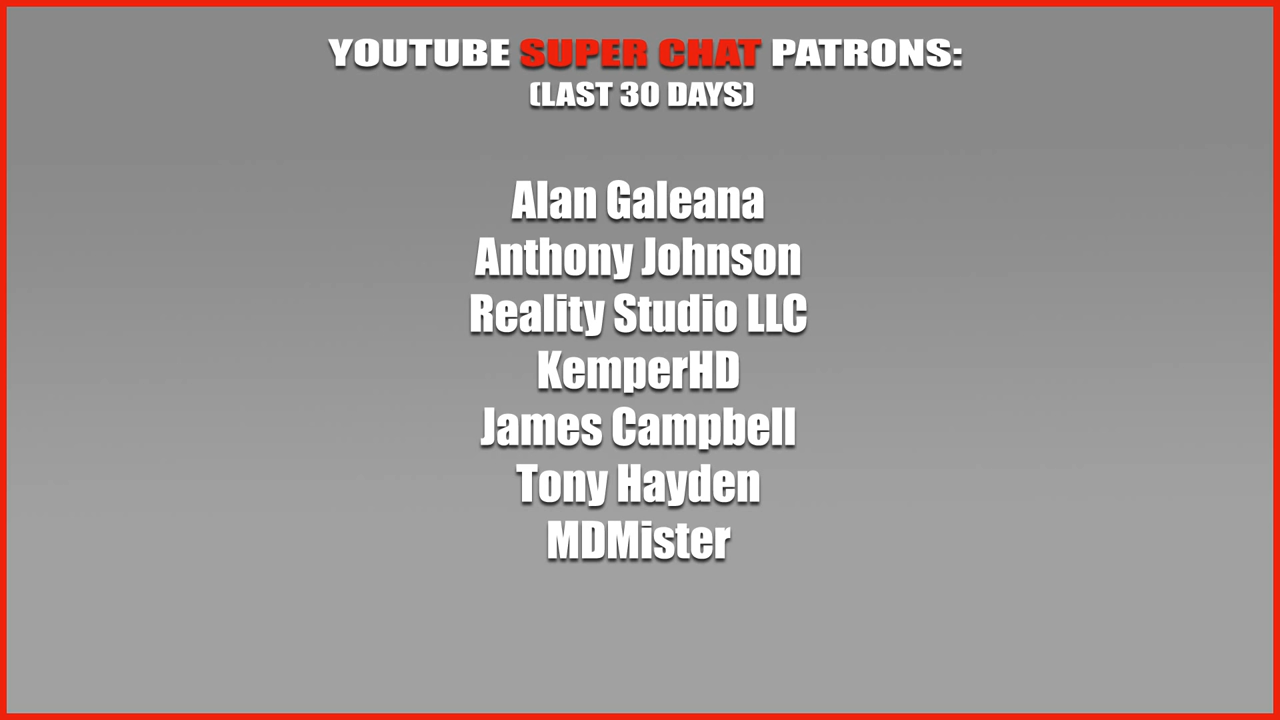 YOUTUBE SUPER CHAT PATRONS:
(LAST 30 DAYS)
Alan Galeana
Anthony Johnson
Reality Studio LLC
KemperHD
James Campbell
Tony Hayden
MDMister